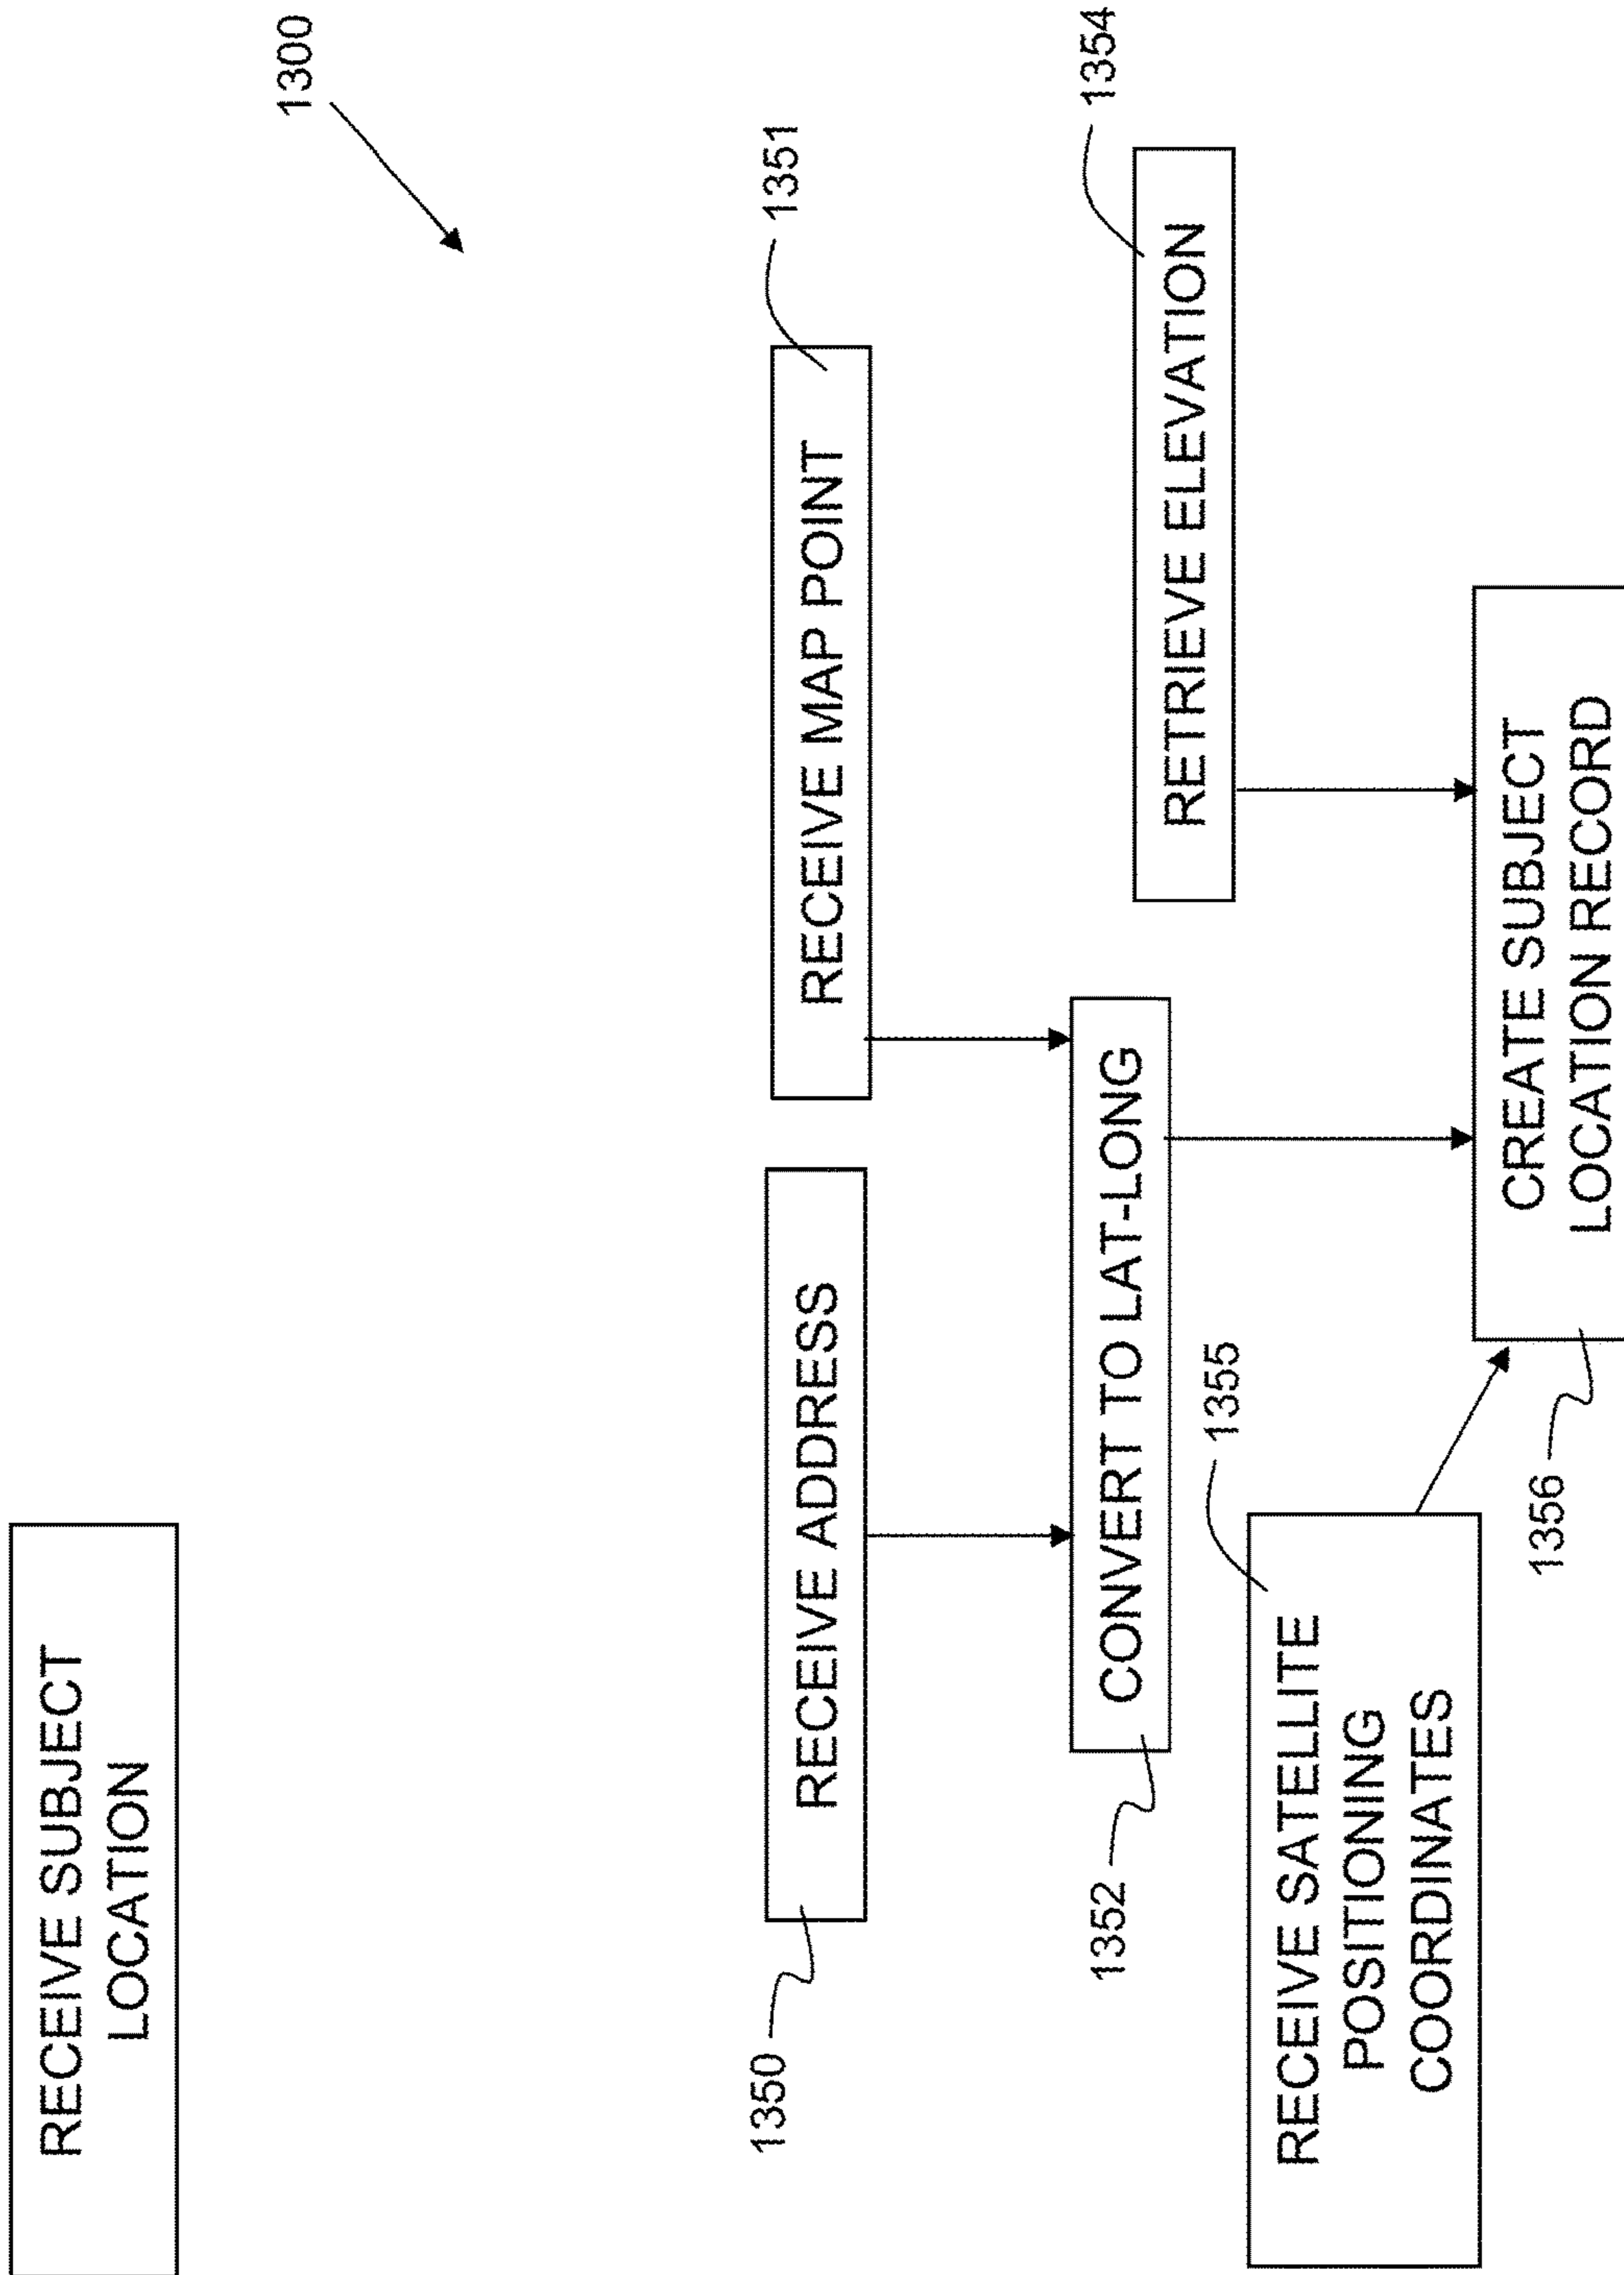 RECEIVE SUBJECT
LOCATION
1300
1350
RECEIVE ADDRESS
RECEIVE MAP POINT
1351
1352
CONVERT TO LAT-LONG
RETRIEVE ELEVATION
1354
RECEIVE SATELLITE
POSITIONING
COORDINATES
1355
1356
CREATE SUBJECT
LOCATION RECORD